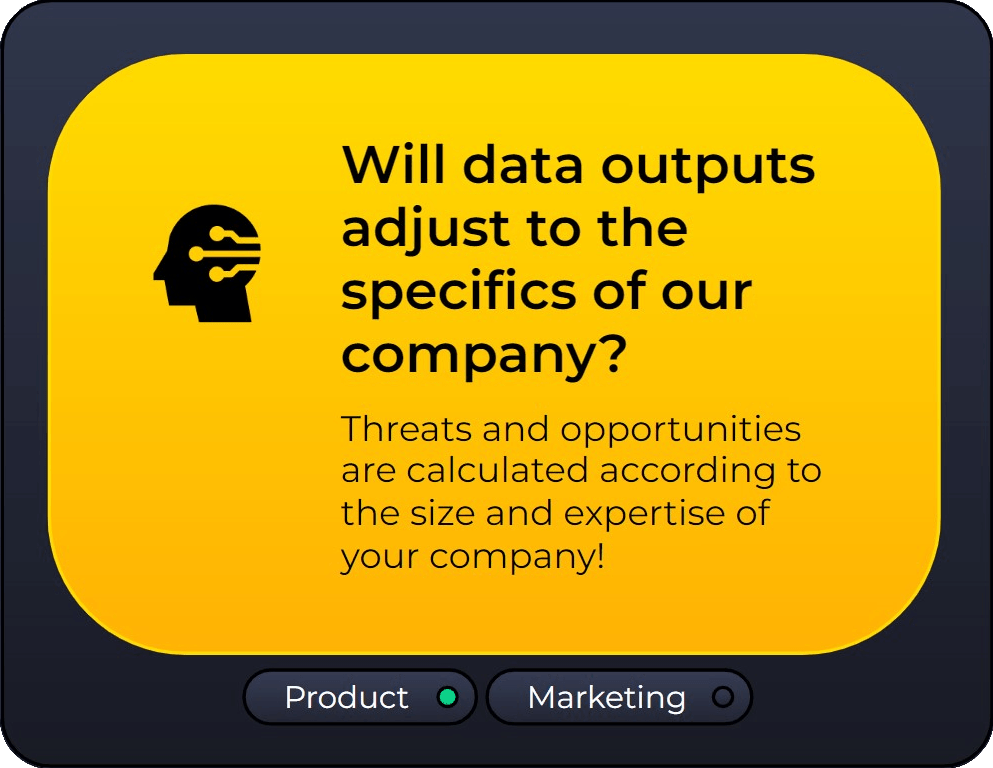 Will data outputs
adjust to the
specifics of our
company?
Threats and opportunities
are calculated according to
the size and expertise of
your company!
Product
Marketing